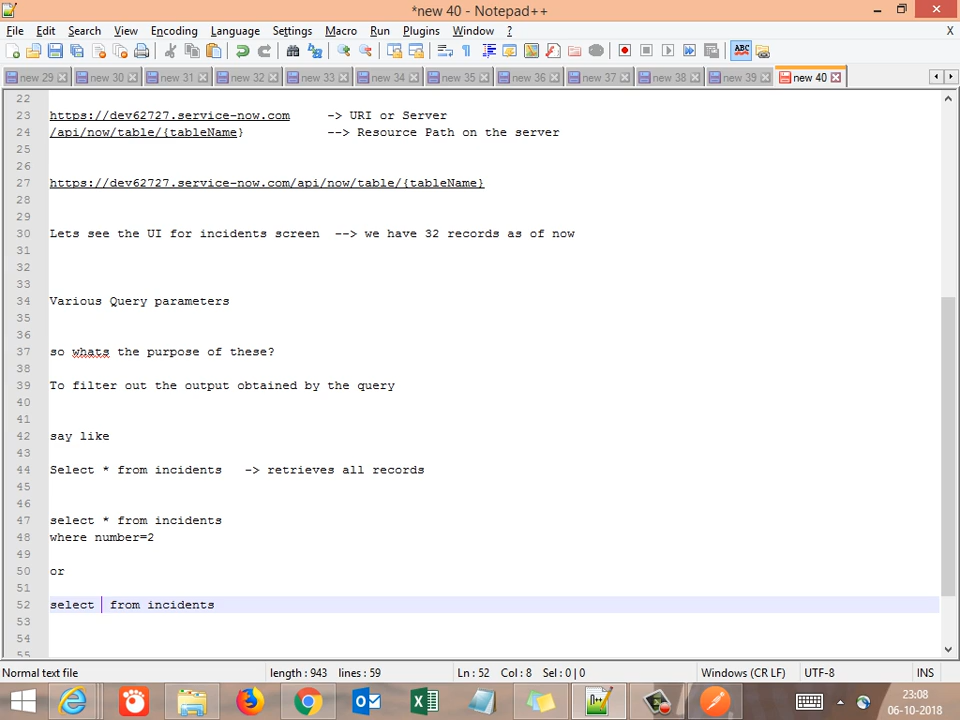 *new 40 - Notepad++
File Edit Search View Encoding Language Settings Macro Run Plugins Window ? X
ABC
new 29 new 30 new 31 new 32 new 33 new 34 new 35 new 36 new 37 new 38 new 39 new 40
22
23 https://dev62727.service-now.com -> URI or Server
24 /api/now/table/{tableName} --> Resource Path on the server
25
26
27 https://dev62727.service-now.com/api/now/table/{tableName}
28
29
30 Lets see the UI for incidents screen --> we have 32 records as of now
31
32
33
34 Various Query parameters
35
36
37 so whats the purpose of these?
38
39 To filter out the output obtained by the query
40
41
42 say like
43
44 Select * from incidents -> retrieves all records
45
46
47 select * from incidents
48 where number=2
49
50 or
51
52 select from incidents
53
54
55
Normal text file length : 943 lines : 59 Ln : 52 Col : 8 Sel : 0 | 0 Windows (CR LF) UTF-8 INS
23:08
06-10-2018